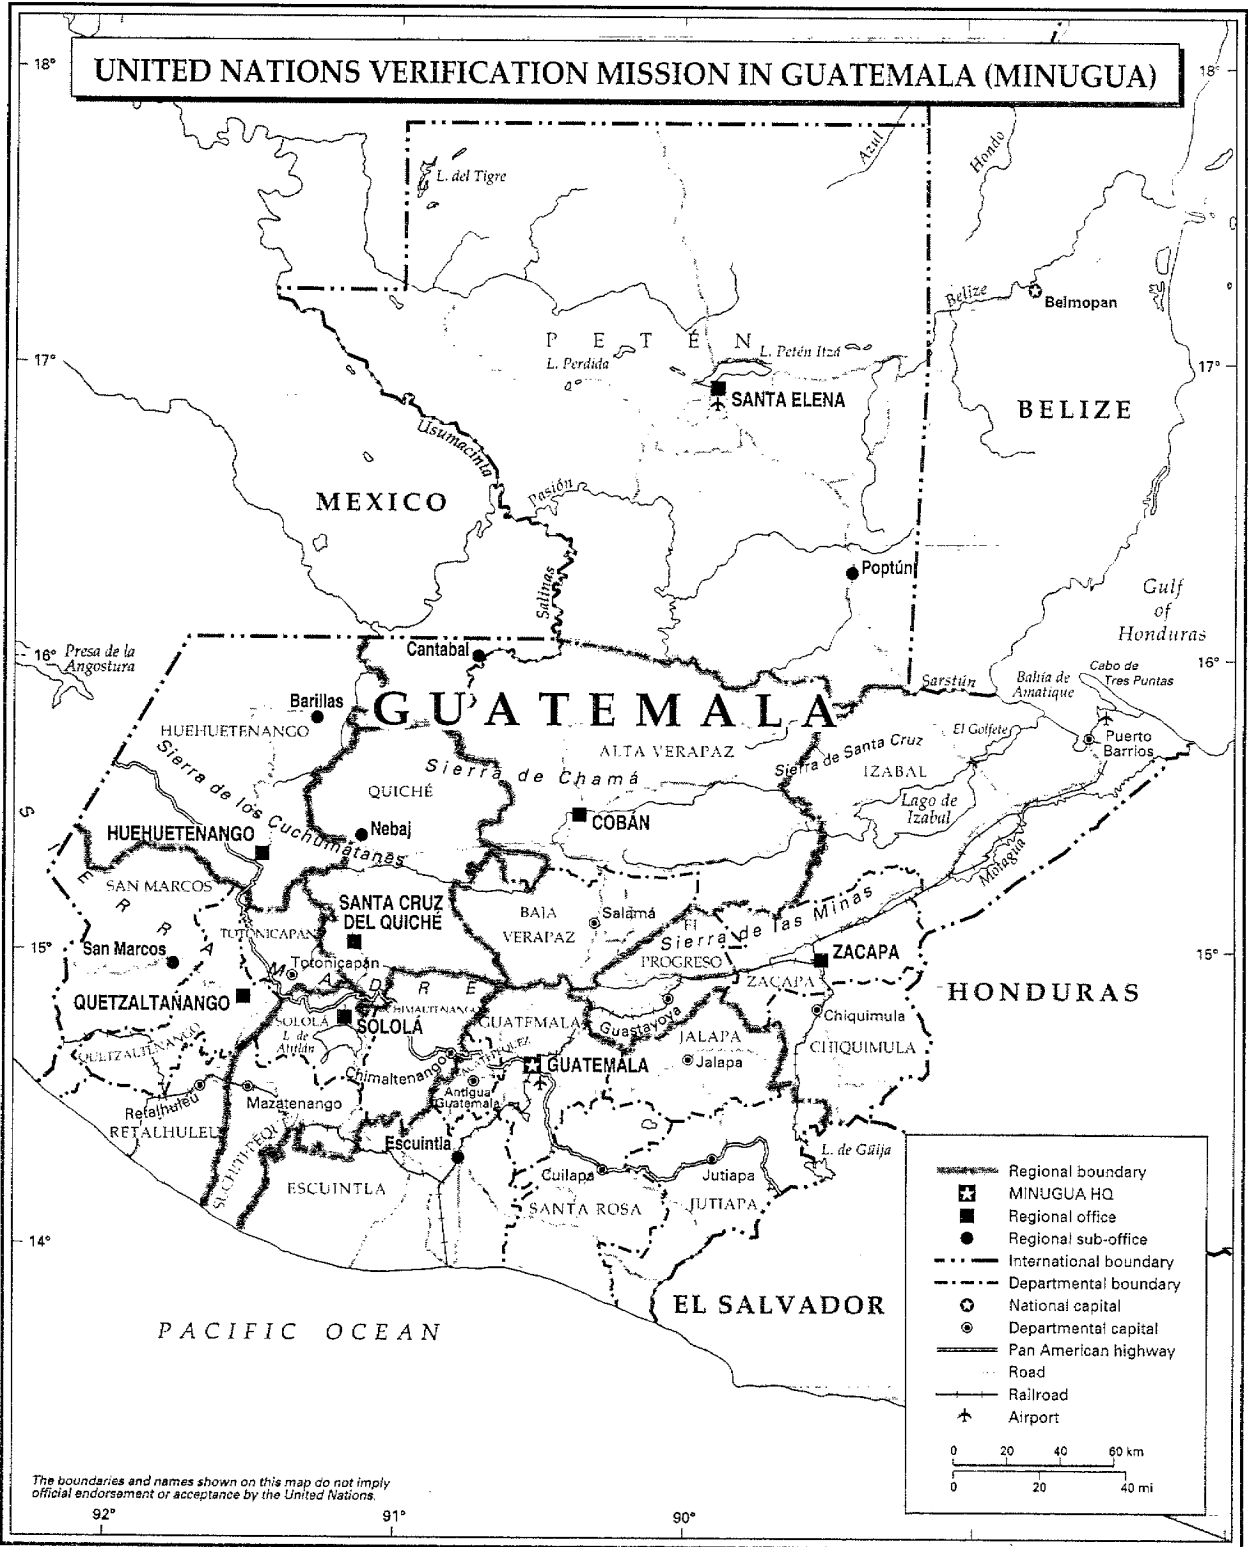 UNITED NATIONS VERIFICATION MISSION IN GUATEMALA (MINUGUA)
18°
18°
Azul
Hondo
L. del Tigre
Belize
Belmopan
PETÉN
L. Perdida
L. Petén Itzá
17°
17°
SANTA ELENA
BELIZE
Usumacinta
MEXICO
Pasión
Salinas
Poptún
Gulf
of
Honduras
Presa de la
Angostura
16°
16°
Cantabal
Sarstún
Bahía de
Amatique
Cabo de
Tres Puntas
Barillas
GUATEMALA
HUEHUETENANGO
ALTA VERAPAZ
Sierra de Santa Cruz
El Golfete
Puerto
Barrios
Sierra de los Cuchumatanes
Sierra de Chamá
IZABAL
QUICHÉ
Lago de
Izabal
HUEHUETENANGO
Nebaj
COBÁN
Motagua
SAN MARCOS
SIERRA MADRE
SANTA CRUZ
DEL QUICHÉ
BAJA
VERAPAZ
Salamá
Sierra de las Minas
TOTONICAPÁN
EL
PROGRESO
15°
15°
San Marcos
Totonicapán
ZACAPA
ZACAPA
QUETZALTANANGO
HONDURAS
SOLOLÁ
SOLOLÁ
L. de
Atitlán
CHIMALTENANGO
GUATEMALA
Guastayoya
Chiquimula
QUETZALTENANGO
JALAPA
CHIQUIMULA
Chimaltenango
SACATEPÉQUEZ
GUATEMALA
Jalapa
Retalhuleu
Mazatenango
Antigua
Guatemala
RETALHULEU
SUCHITEPÉQUEZ
Escuintla
L. de Güija
Cuilapa
Jutiapa
ESCUINTLA
SANTA ROSA
JUTIAPA
14°
EL SALVADOR
PACIFIC OCEAN
Regional boundary
MINUGUA HQ
Regional office
Regional sub-office
International boundary
Departmental boundary
National capital
Departmental capital
Pan American highway
Road
Railroad
Airport
0 20 40 60 km
0 20 40 mi
The boundaries and names shown on this map do not imply
official endorsement or acceptance by the United Nations.
92°
91°
90°